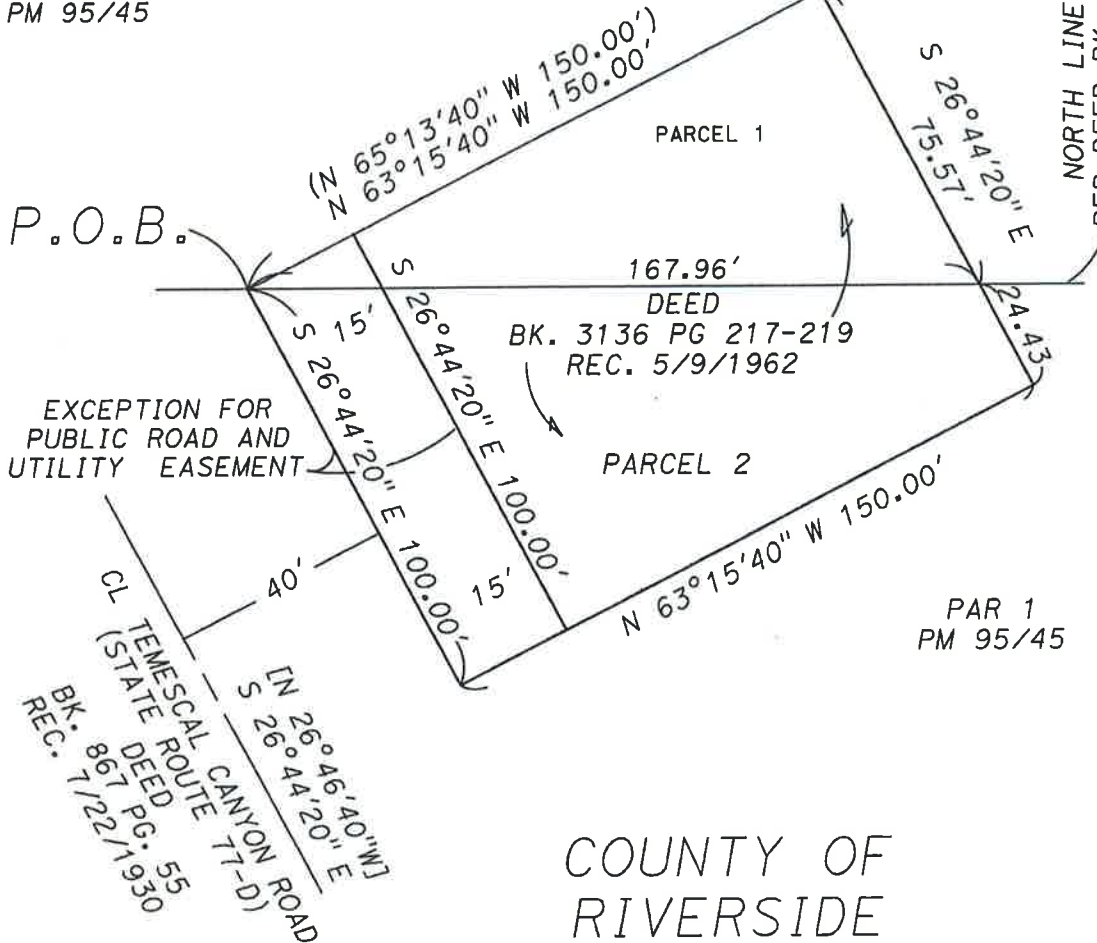 PM 95/45
(N 65°13'40" W 150.00')
N 63°15'40" W 150.00'
PARCEL 1
S 26°44'20" E
75.57'
NORTH LINE
P.O.B.
167.96'
DEED
BK. 3136 PG 217-219
REC. 5/9/1962
24.43
15'
S 26°44'20" E 100.00'
S 26°44'20" E 100.00'
EXCEPTION FOR
PUBLIC ROAD AND
UTILITY EASEMENT
PARCEL 2
15'
N 63°15'40" W 150.00'
40'
PAR 1
PM 95/45
[N 26°46'40"W]
S 26°44'20" E
CL TEMESCAL CANYON ROAD
(STATE ROUTE 77-D)
DEED
BK. 867 PG. 55
REC. 7/22/1930
COUNTY OF
RIVERSIDE